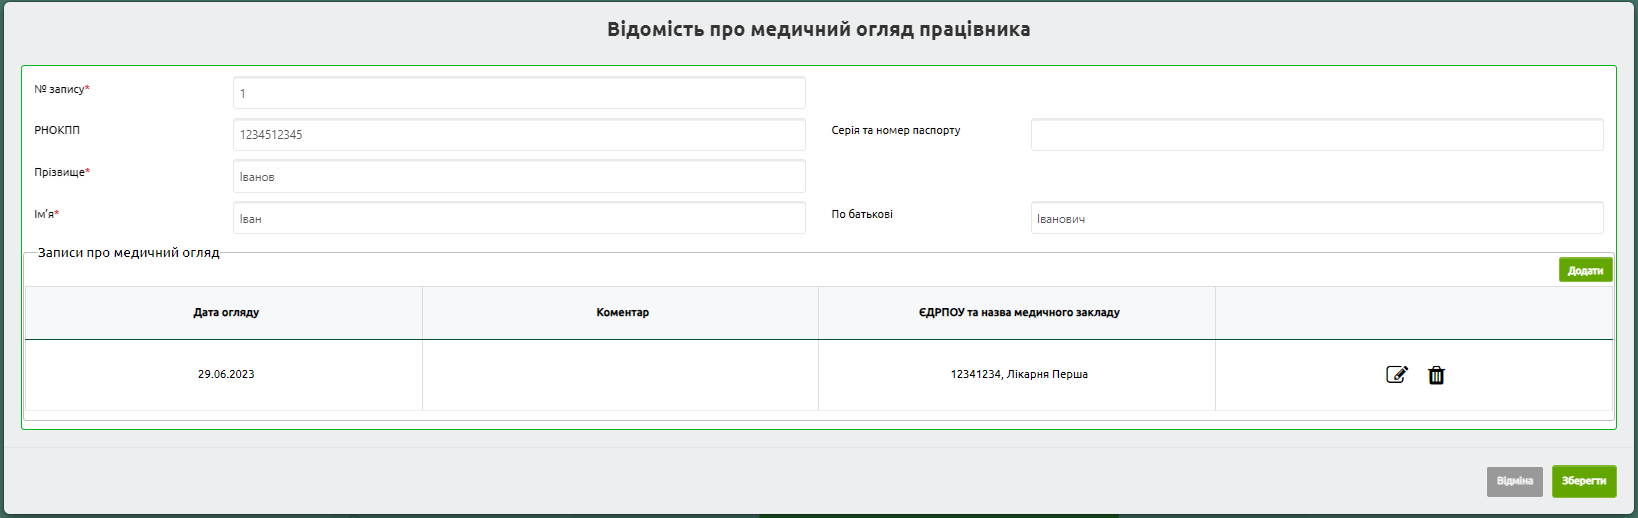 Відомість про медичний огляд працівника
№ запису*
1
РНОКПП
1234512345
Серія та номер паспорту
Прізвище*
Іванов
Ім’я*
Іван
По батькові
Іванович
Записи про медичний огляд
Додати
Дата огляду
Коментар
ЄДРПОУ та назва медичного закладу
29.06.2023
12341234, Лікарня Перша
Відміна
Зберегти